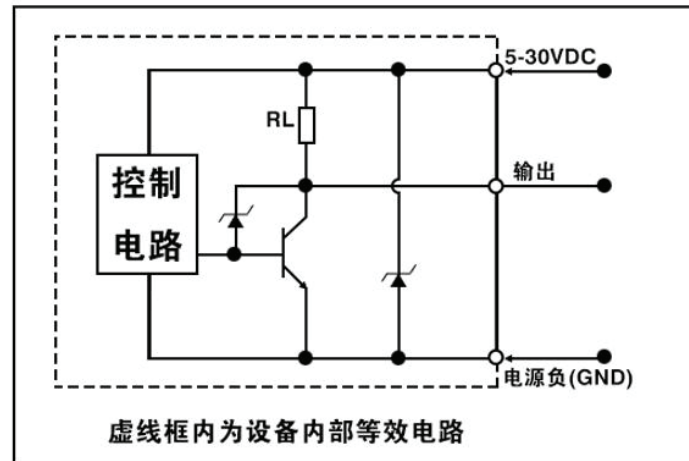 5-30VDC
RL
输出
控制
电路
电源负(GND)
虚线框内为设备内部等效电路